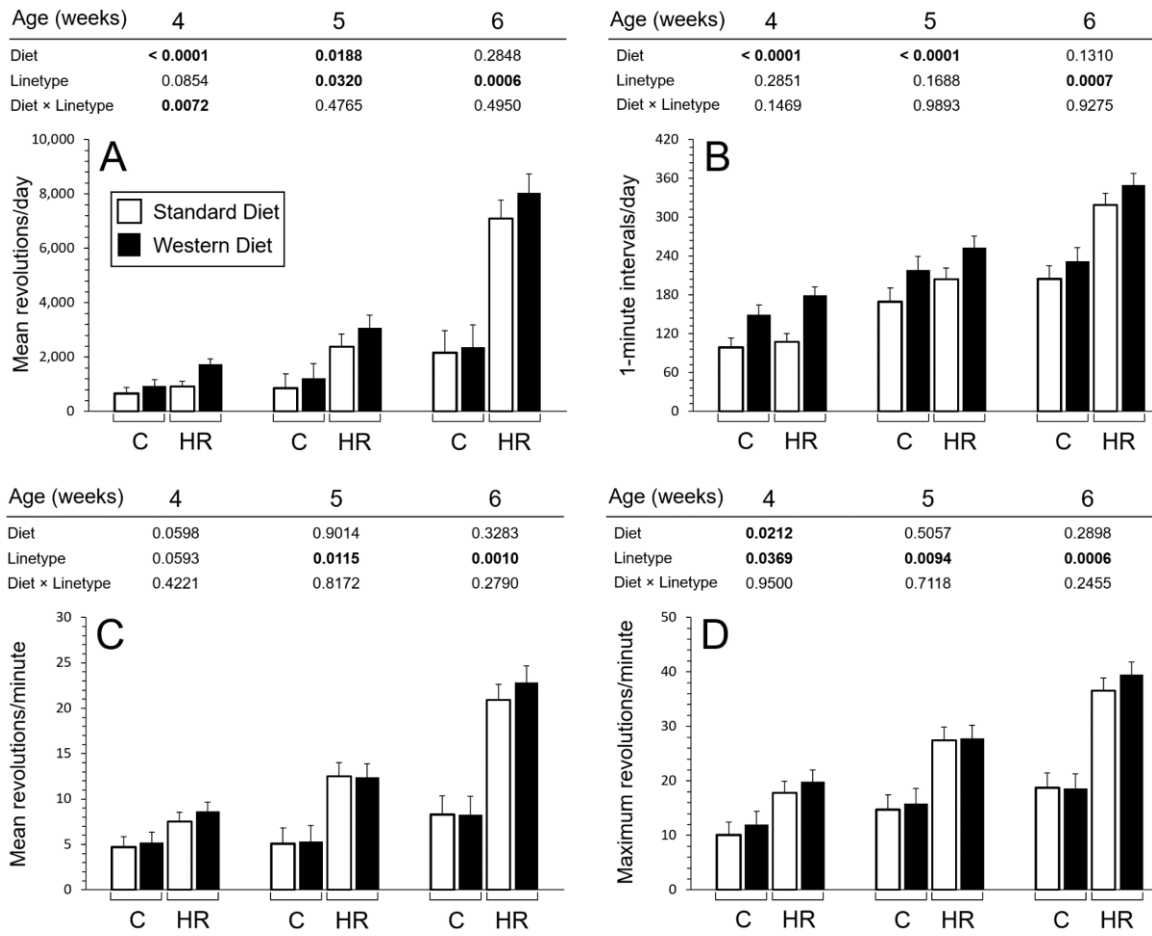 Age (weeks) 4 5 6
Diet < 0.0001 0.0188 0.2848
Linetype 0.0854 0.0320 0.0006
Diet × Linetype 0.0072 0.4765 0.4950
A
Mean revolutions/day
10,000
8,000
6,000
4,000
2,000
0
Standard Diet
Western Diet
C HR C HR C HR
Age (weeks) 4 5 6
Diet < 0.0001 < 0.0001 0.1310
Linetype 0.2851 0.1688 0.0007
Diet × Linetype 0.1469 0.9893 0.9275
B
1-minute intervals/day
420
360
300
240
180
120
60
0
C HR C HR C HR
Age (weeks) 4 5 6
Diet 0.0598 0.9014 0.3283
Linetype 0.0593 0.0115 0.0010
Diet × Linetype 0.4221 0.8172 0.2790
C
Mean revolutions/minute
30
25
20
15
10
5
0
C HR C HR C HR
Age (weeks) 4 5 6
Diet 0.0212 0.5057 0.2898
Linetype 0.0369 0.0094 0.0006
Diet × Linetype 0.9500 0.7118 0.2455
D
Maximum revolutions/minute
50
40
30
20
10
0
C HR C HR C HR